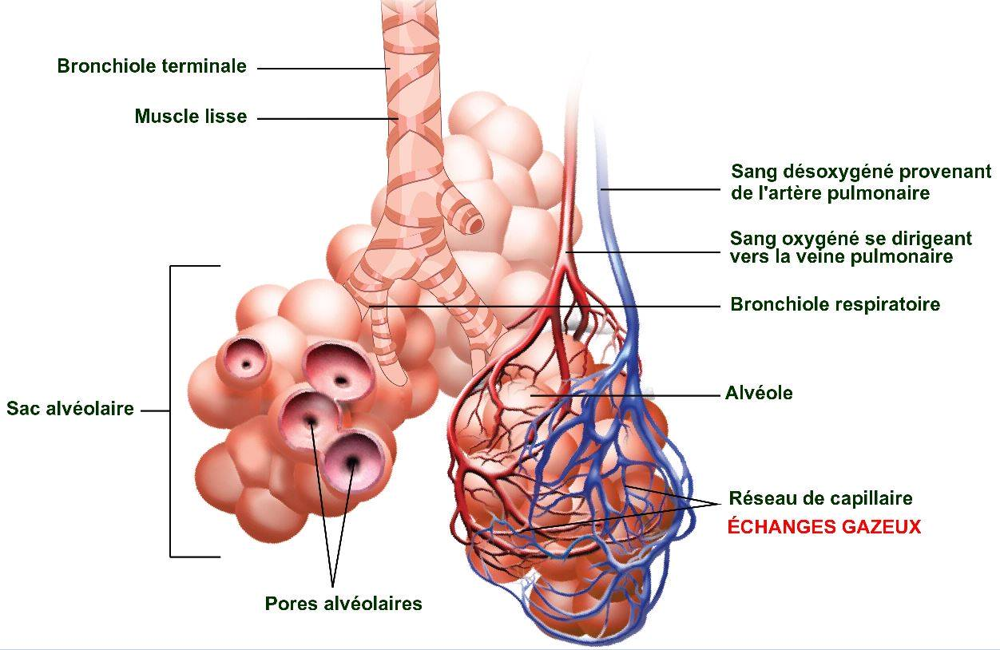 Bronchiole terminale
Muscle lisse
Sang désoxygéné provenant
de l'artère pulmonaire
Sang oxygéné se dirigeant
vers la veine pulmonaire
Bronchiole respiratoire
Alvéole
Sac alvéolaire
Réseau de capillaire
ÉCHANGES GAZEUX
Pores alvéolaires